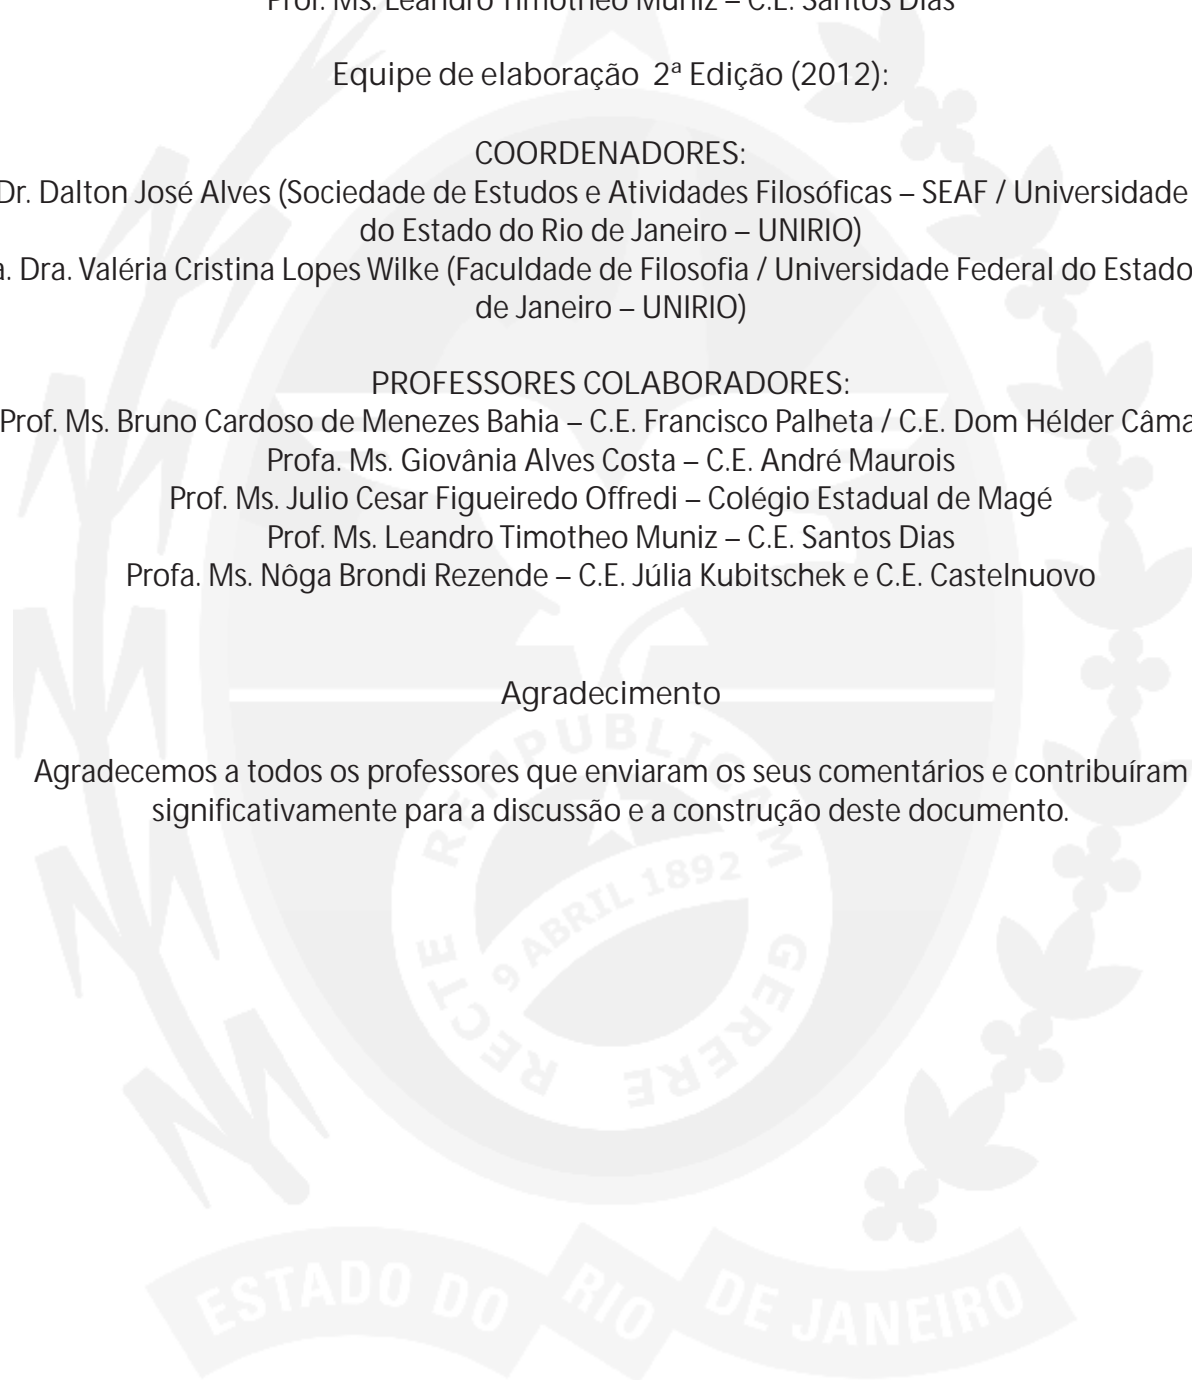 Prof. Ms. Leandro Timotheo Muniz – C.E. Santos Dias
Equipe de elaboração 2ª Edição (2012):
COORDENADORES:
Dr. Dalton José Alves (Sociedade de Estudos e Atividades Filosóficas – SEAF / Universidade
do Estado do Rio de Janeiro – UNIRIO)
a. Dra. Valéria Cristina Lopes Wilke (Faculdade de Filosofia / Universidade Federal do Estado
de Janeiro – UNIRIO)
PROFESSORES COLABORADORES:
Prof. Ms. Bruno Cardoso de Menezes Bahia – C.E. Francisco Palheta / C.E. Dom Hélder Câma
Profa. Ms. Giovânia Alves Costa – C.E. André Maurois
Prof. Ms. Julio Cesar Figueiredo Offredi – Colégio Estadual de Magé
Prof. Ms. Leandro Timotheo Muniz – C.E. Santos Dias
Profa. Ms. Nôga Brondi Rezende – C.E. Júlia Kubitschek e C.E. Castelnuovo
Agradecimento
Agradecemos a todos os professores que enviaram os seus comentários e contribuíram
significativamente para a discussão e a construção deste documento.
RECTE REMPUBLICAM GERERE
9 ABRIL 1892
ESTADO DO RIO DE JANEIRO